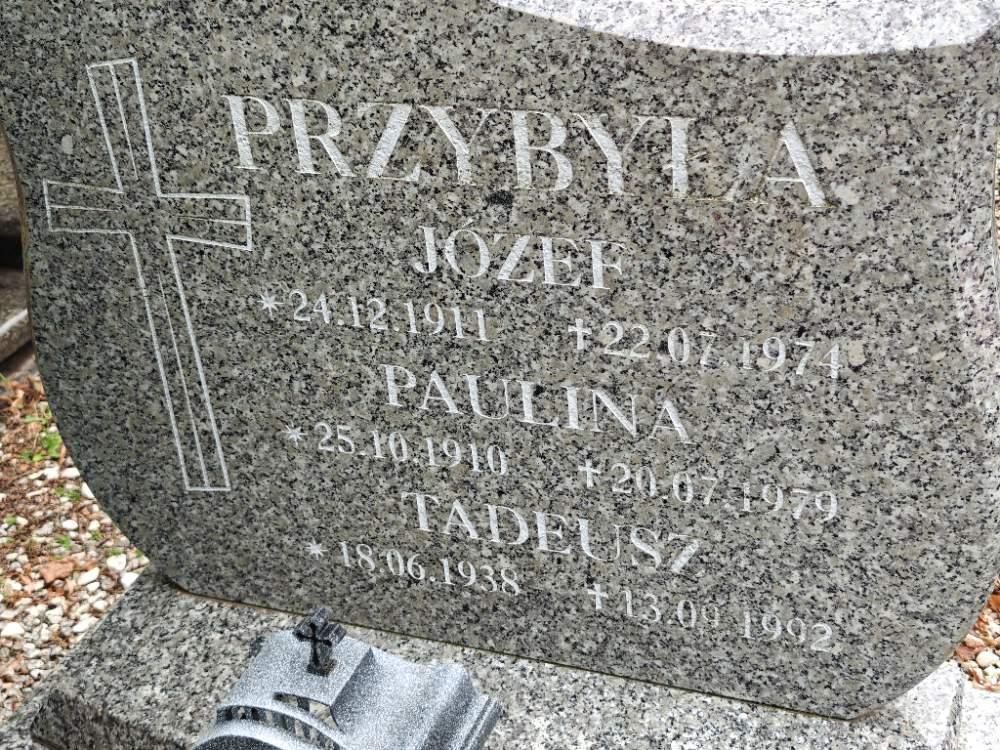 PRZYBYŁA
JÓZEF
*24.12.1911 ✝22.07.1974
PAULINA
*25.10.1910 ✝20.07.1979
TADEUSZ
*18.06.1938 ✝13.09.1992